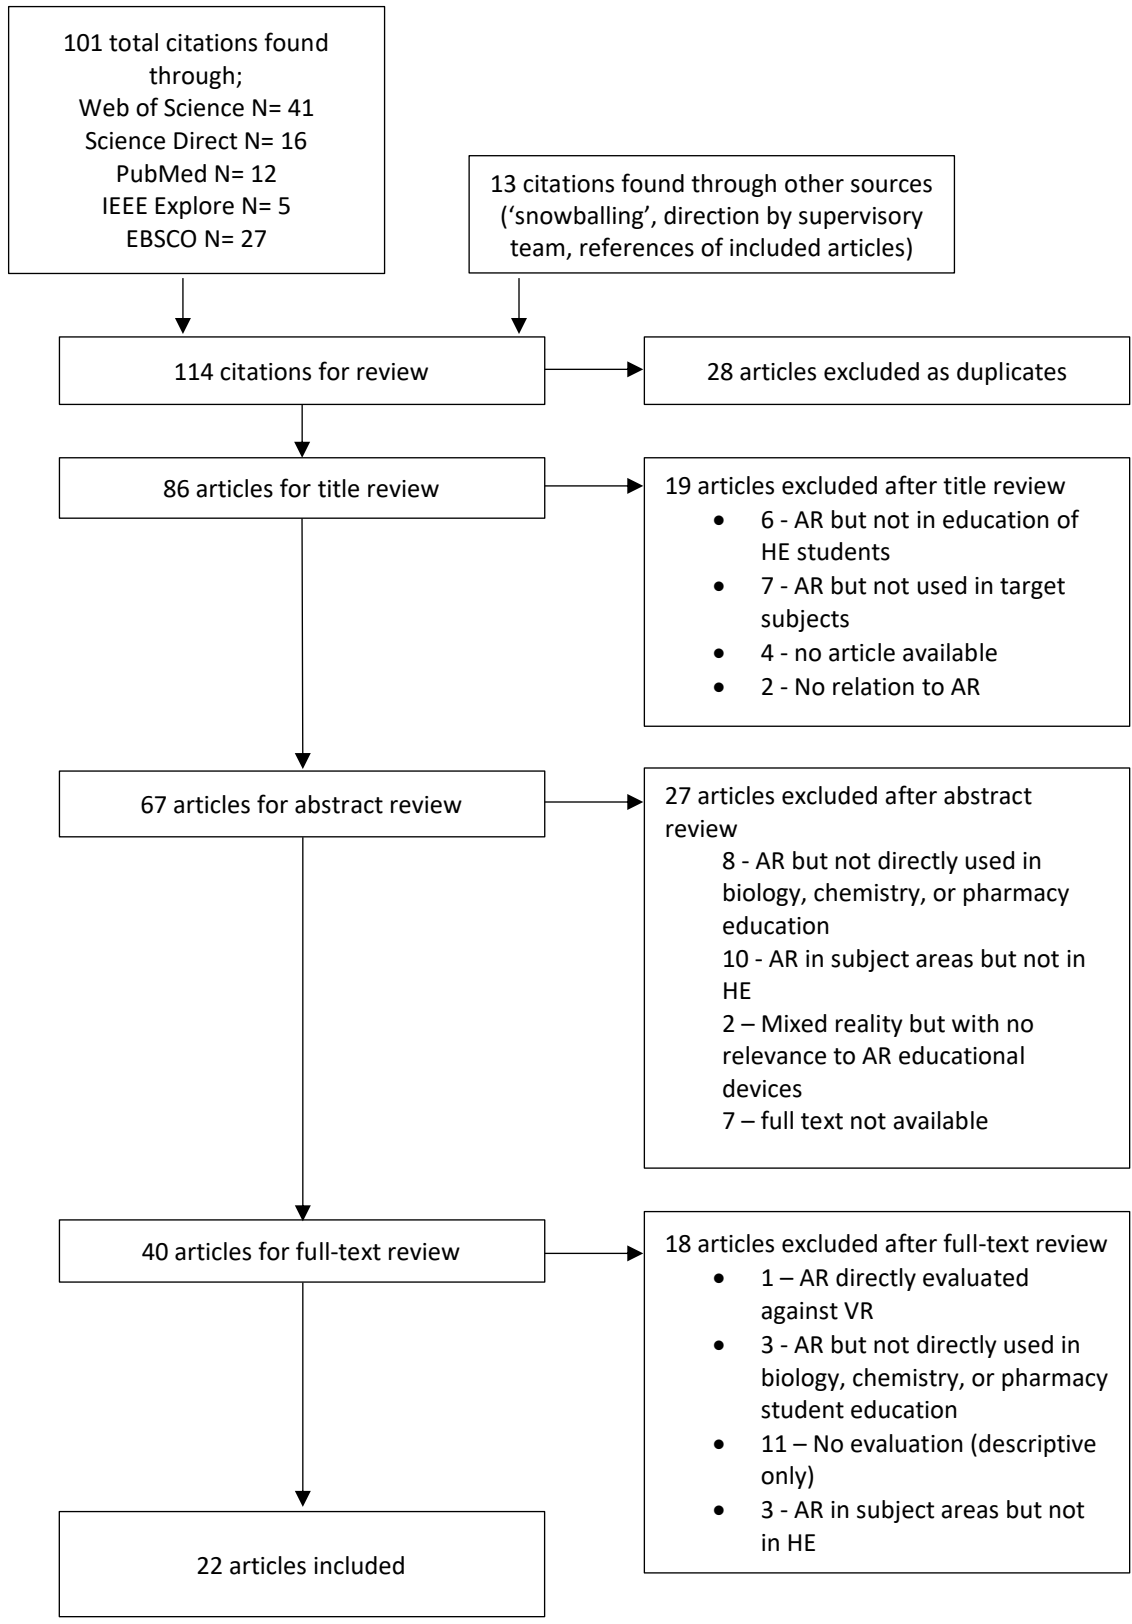 101 total citations found
through;
Web of Science N= 41
Science Direct N= 16
PubMed N= 12
IEEE Explore N= 5
EBSCO N= 27
13 citations found through other sources
(‘snowballing’, direction by supervisory
team, references of included articles)
114 citations for review
28 articles excluded as duplicates
86 articles for title review
19 articles excluded after title review
• 6 - AR but not in education of
HE students
• 7 - AR but not used in target
subjects
• 4 - no article available
• 2 - No relation to AR
67 articles for abstract review
27 articles excluded after abstract
review
8 - AR but not directly used in
biology, chemistry, or pharmacy
education
10 - AR in subject areas but not in
HE
2 – Mixed reality but with no
relevance to AR educational
devices
7 – full text not available
40 articles for full-text review
18 articles excluded after full-text review
• 1 – AR directly evaluated
against VR
• 3 - AR but not directly used in
biology, chemistry, or pharmacy
student education
• 11 – No evaluation (descriptive
only)
• 3 - AR in subject areas but not
in HE
22 articles included